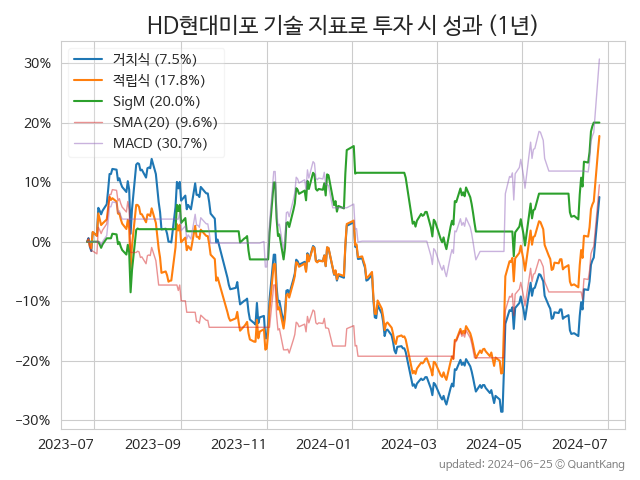 HD현대미포 기술 지표로 투자 시 성과 (1년)
거치식 (7.5%)
적립식 (17.8%)
SigM (20.0%)
SMA(20) (9.6%)
MACD (30.7%)
30%
20%
10%
0%
−10%
−20%
−30%
2023-07 2023-09 2023-11 2024-01 2024-03 2024-05 2024-07
updated: 2024-06-25 ⓒ QuantKang